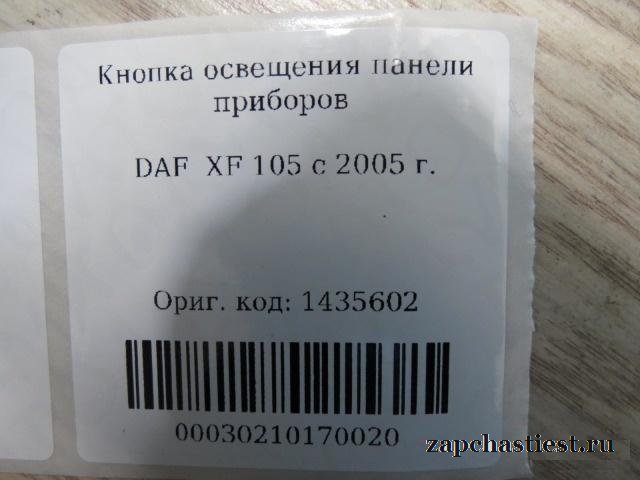 Кнопка освещения панели
приборов
DAF XF 105 с 2005 г.
Ориг. код: 1435602
00030210170020
zapchastiest.ru